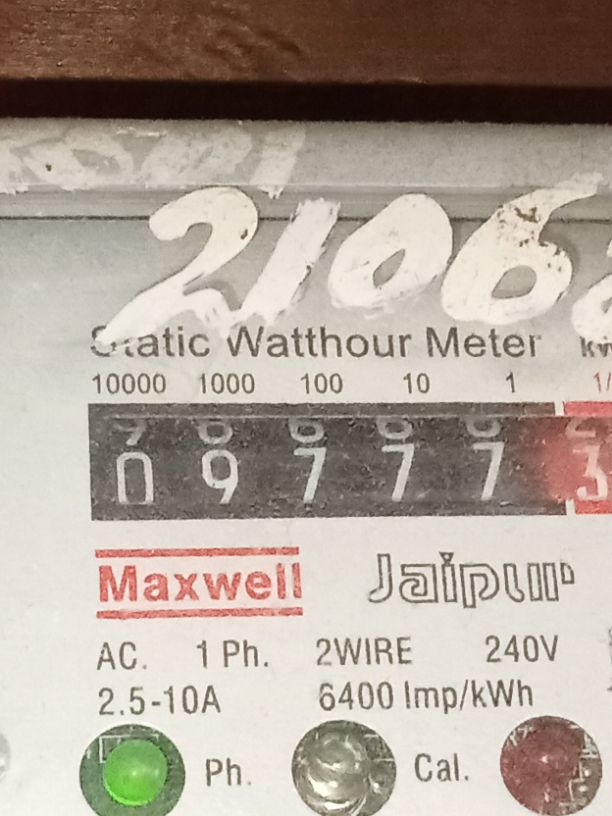 2106
Static Watthour Meter
10000 1000 100 10 1
0 9 7 7 7 3
Maxwell Jaipur
AC. 1 Ph. 2WIRE 240V
2.5-10A 6400 Imp/kWh
Ph. Cal.